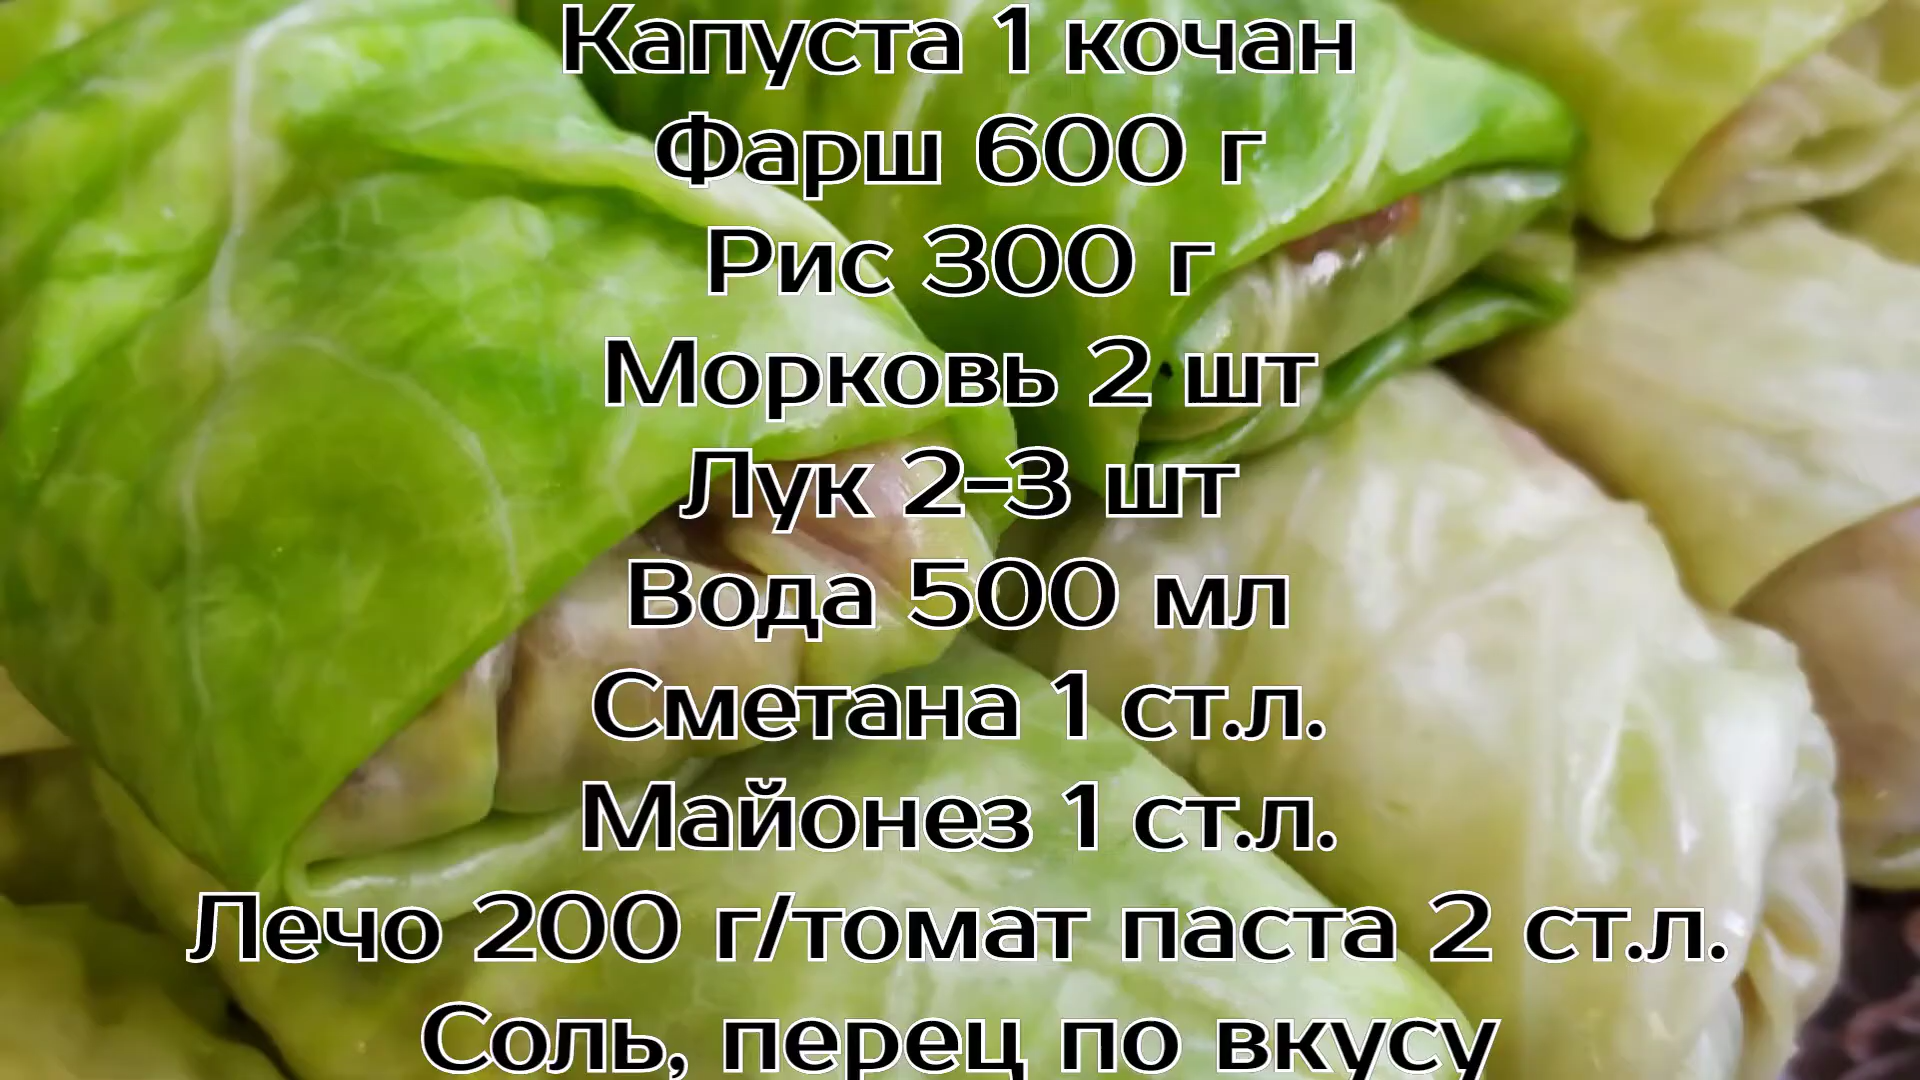 Капуста 1 кочан
Фарш 600 г
Рис 300 г
Морковь 2 шт
Лук 2-3 шт
Вода 500 мл
Сметана 1 ст.л.
Майонез 1 ст.л.
Лечо 200 г/томат паста 2 ст.л.
Соль, перец по вкусу